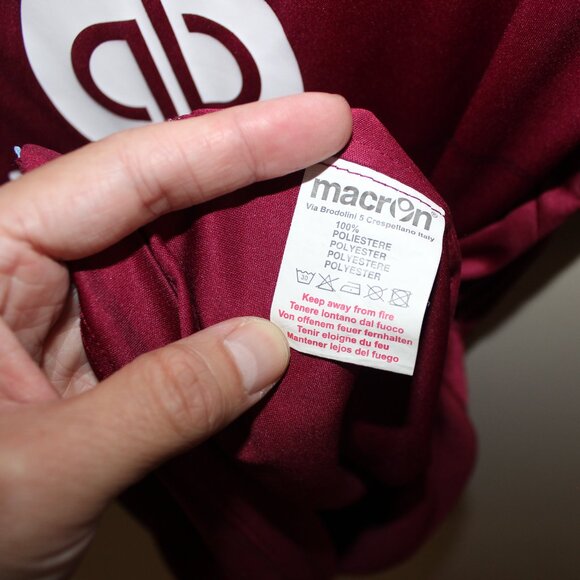 macron®
Via Brodolini 5 Crespellano Italy
100%
POLIESTERE
POLYESTER
POLYESTERE
POLYESTER
30
Keep away from fire
Tenere lontano dal fuoco
Von offenem feuer fernhalten
Tenir eloigne du feu
Mantener lejos del fuego